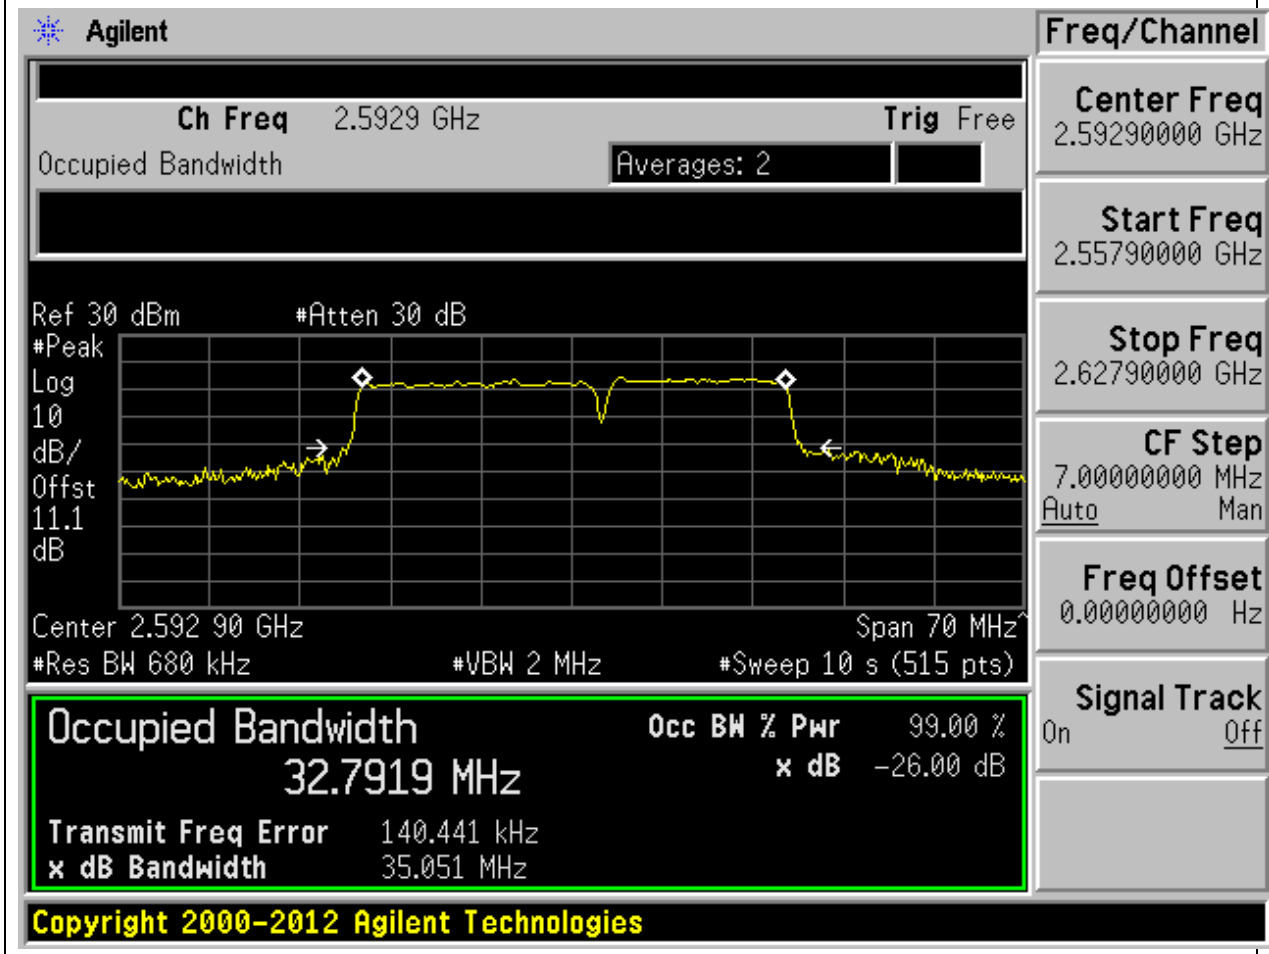 Agilent
Freq/Channel
Ch Freq 2.5929 GHz Trig Free
Occupied Bandwidth Averages: 2
Center Freq
2.59290000 GHz
Start Freq
2.55790000 GHz
Stop Freq
2.62790000 GHz
CF Step
7.00000000 MHz
Auto Man
Freq Offset
0.00000000 Hz
Signal Track
On Off
Ref 30 dBm #Atten 30 dB
#Peak
Log
10
dB/
Offst
11.1
dB
Center 2.592 90 GHz Span 70 MHz^
#Res BW 680 kHz #VBW 2 MHz #Sweep 10 s (515 pts)
Occupied Bandwidth Occ BW % Pwr 99.00 %
32.7919 MHz x dB -26.00 dB
Transmit Freq Error 140.441 kHz
x dB Bandwidth 35.051 MHz
Copyright 2000-2012 Agilent Technologies